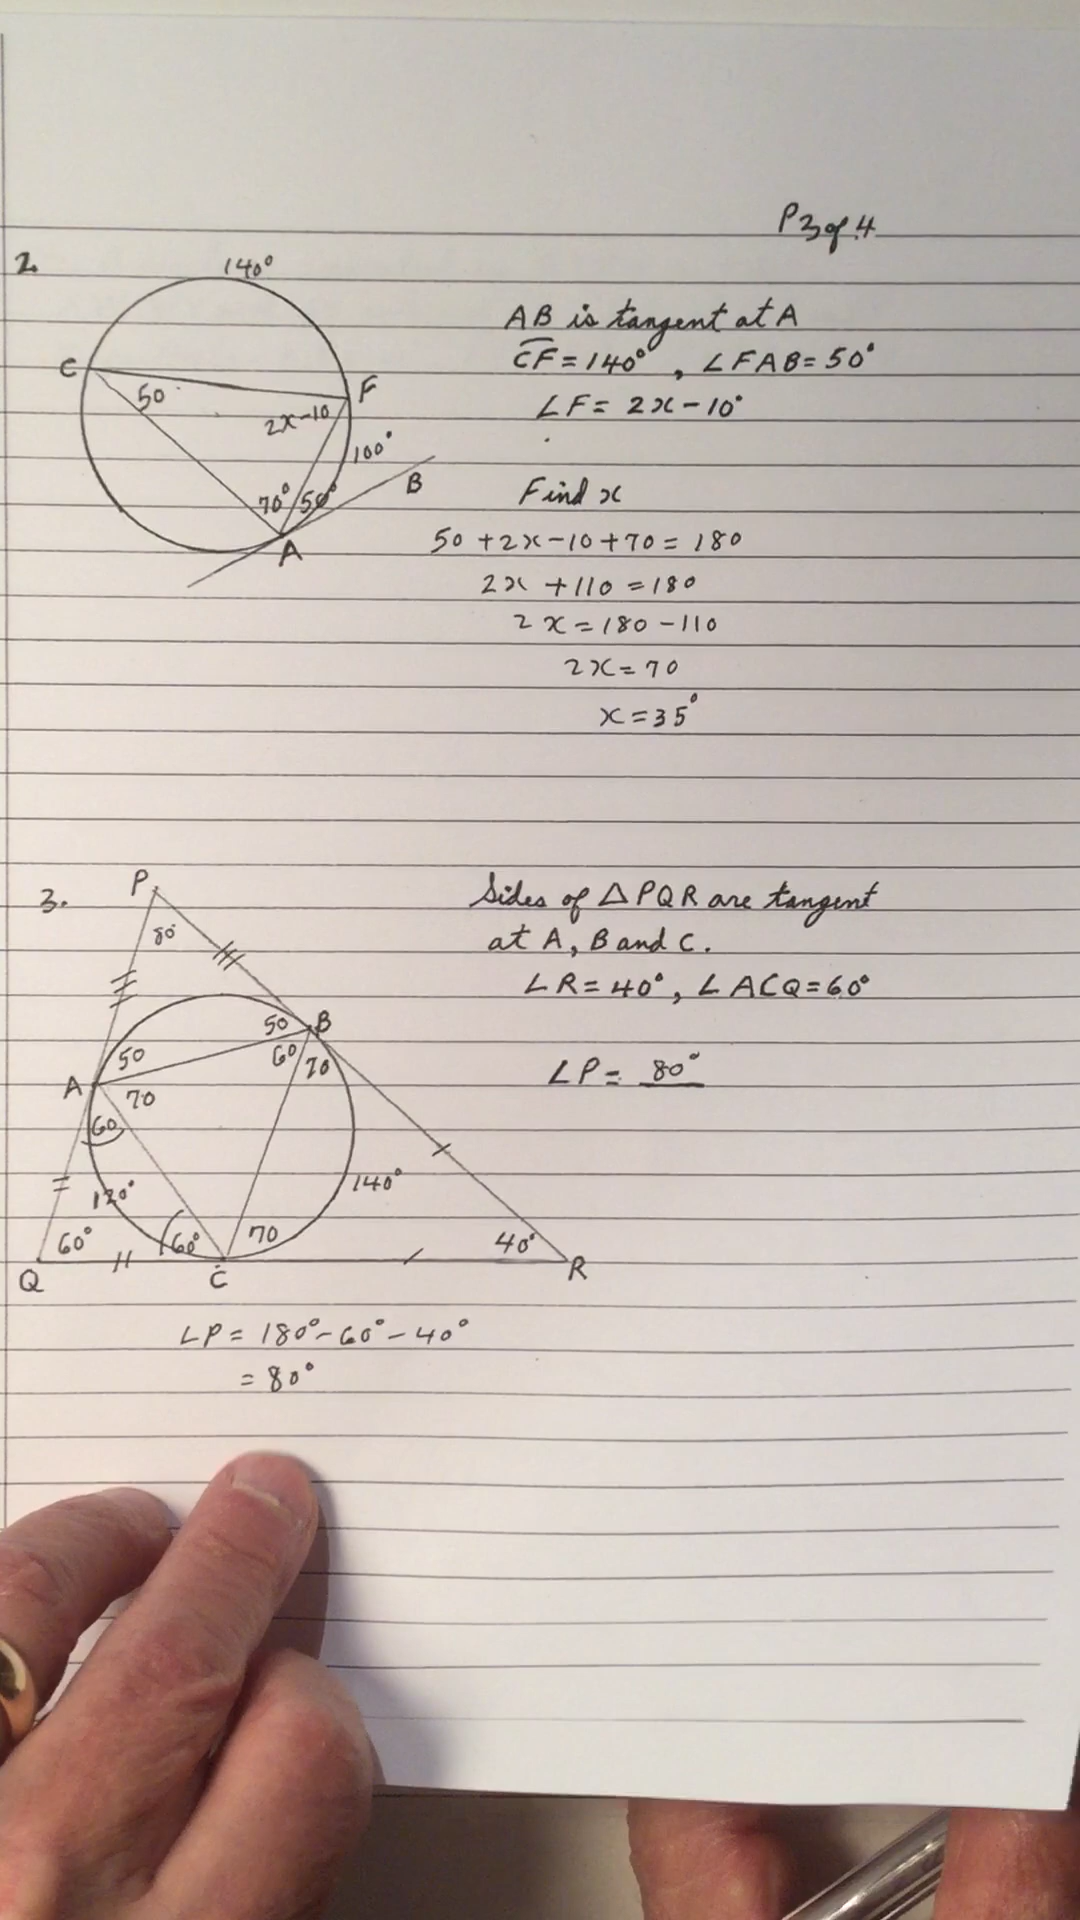 P3 of 4
2.
140°
C
50
F
2x-10
100°
B
70°
50°
A
AB is tangent at A
CF = 140°, ∠FAB = 50°
∠F = 2x - 10°
Find x
50 + 2x - 10 + 70 = 180
2x + 110 = 180
2x = 180 - 110
2x = 70
x = 35°
3.
P
80
50
B
50
60
70
A
70
60
120°
140°
60°
60°
70
40°
Q
C
R
Sides of △PQR are tangent
at A, B and C.
∠R = 40°, ∠ACQ = 60°
∠P = 80°
∠P = 180° - 60° - 40°
= 80°